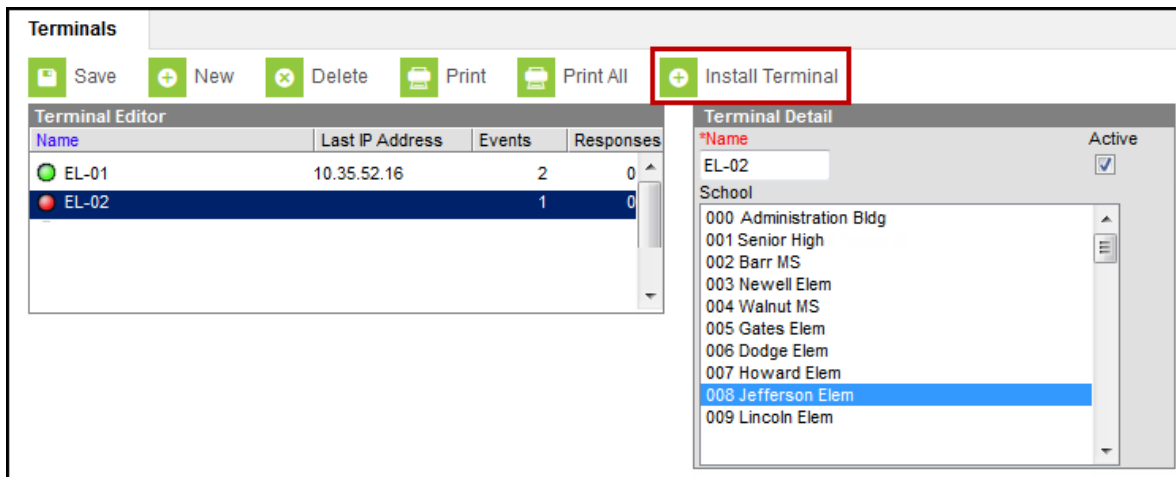 Terminals
Save New Delete Print Print All Install Terminal
Terminal Editor
Name Last IP Address Events Responses
EL-01 10.35.52.16 2 0
EL-02 1 0
Terminal Detail
*Name Active
EL-02
School
000 Administration Bldg
001 Senior High
002 Barr MS
003 Newell Elem
004 Walnut MS
005 Gates Elem
006 Dodge Elem
007 Howard Elem
008 Jefferson Elem
009 Lincoln Elem